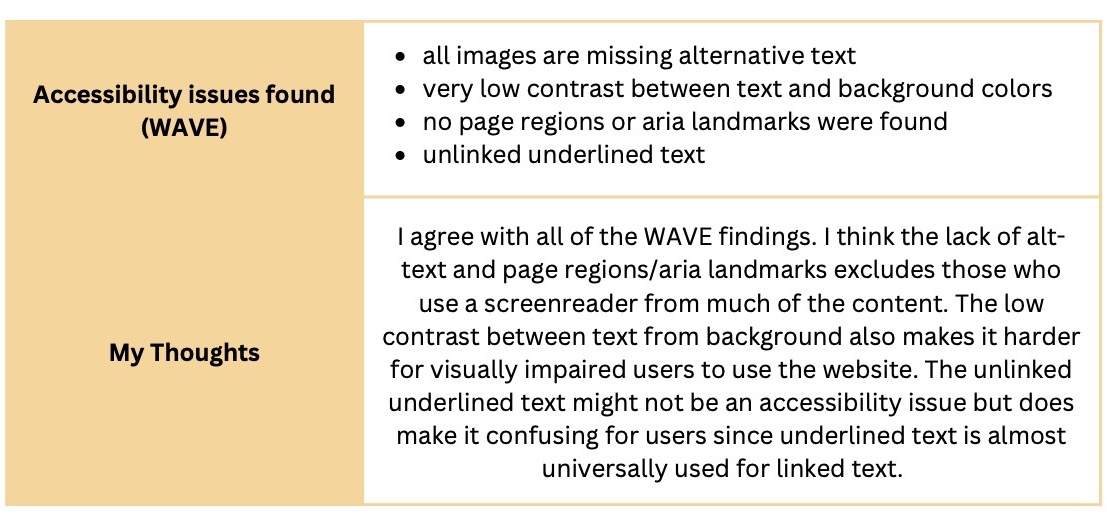 Accessibility issues found
(WAVE)
• all images are missing alternative text
• very low contrast between text and background colors
• no page regions or aria landmarks were found
• unlinked underlined text
My Thoughts
I agree with all of the WAVE findings. I think the lack of alt-
text and page regions/aria landmarks excludes those who
use a screenreader from much of the content. The low
contrast between text from background also makes it harder
for visually impaired users to use the website. The unlinked
underlined text might not be an accessibility issue but does
make it confusing for users since underlined text is almost
universally used for linked text.